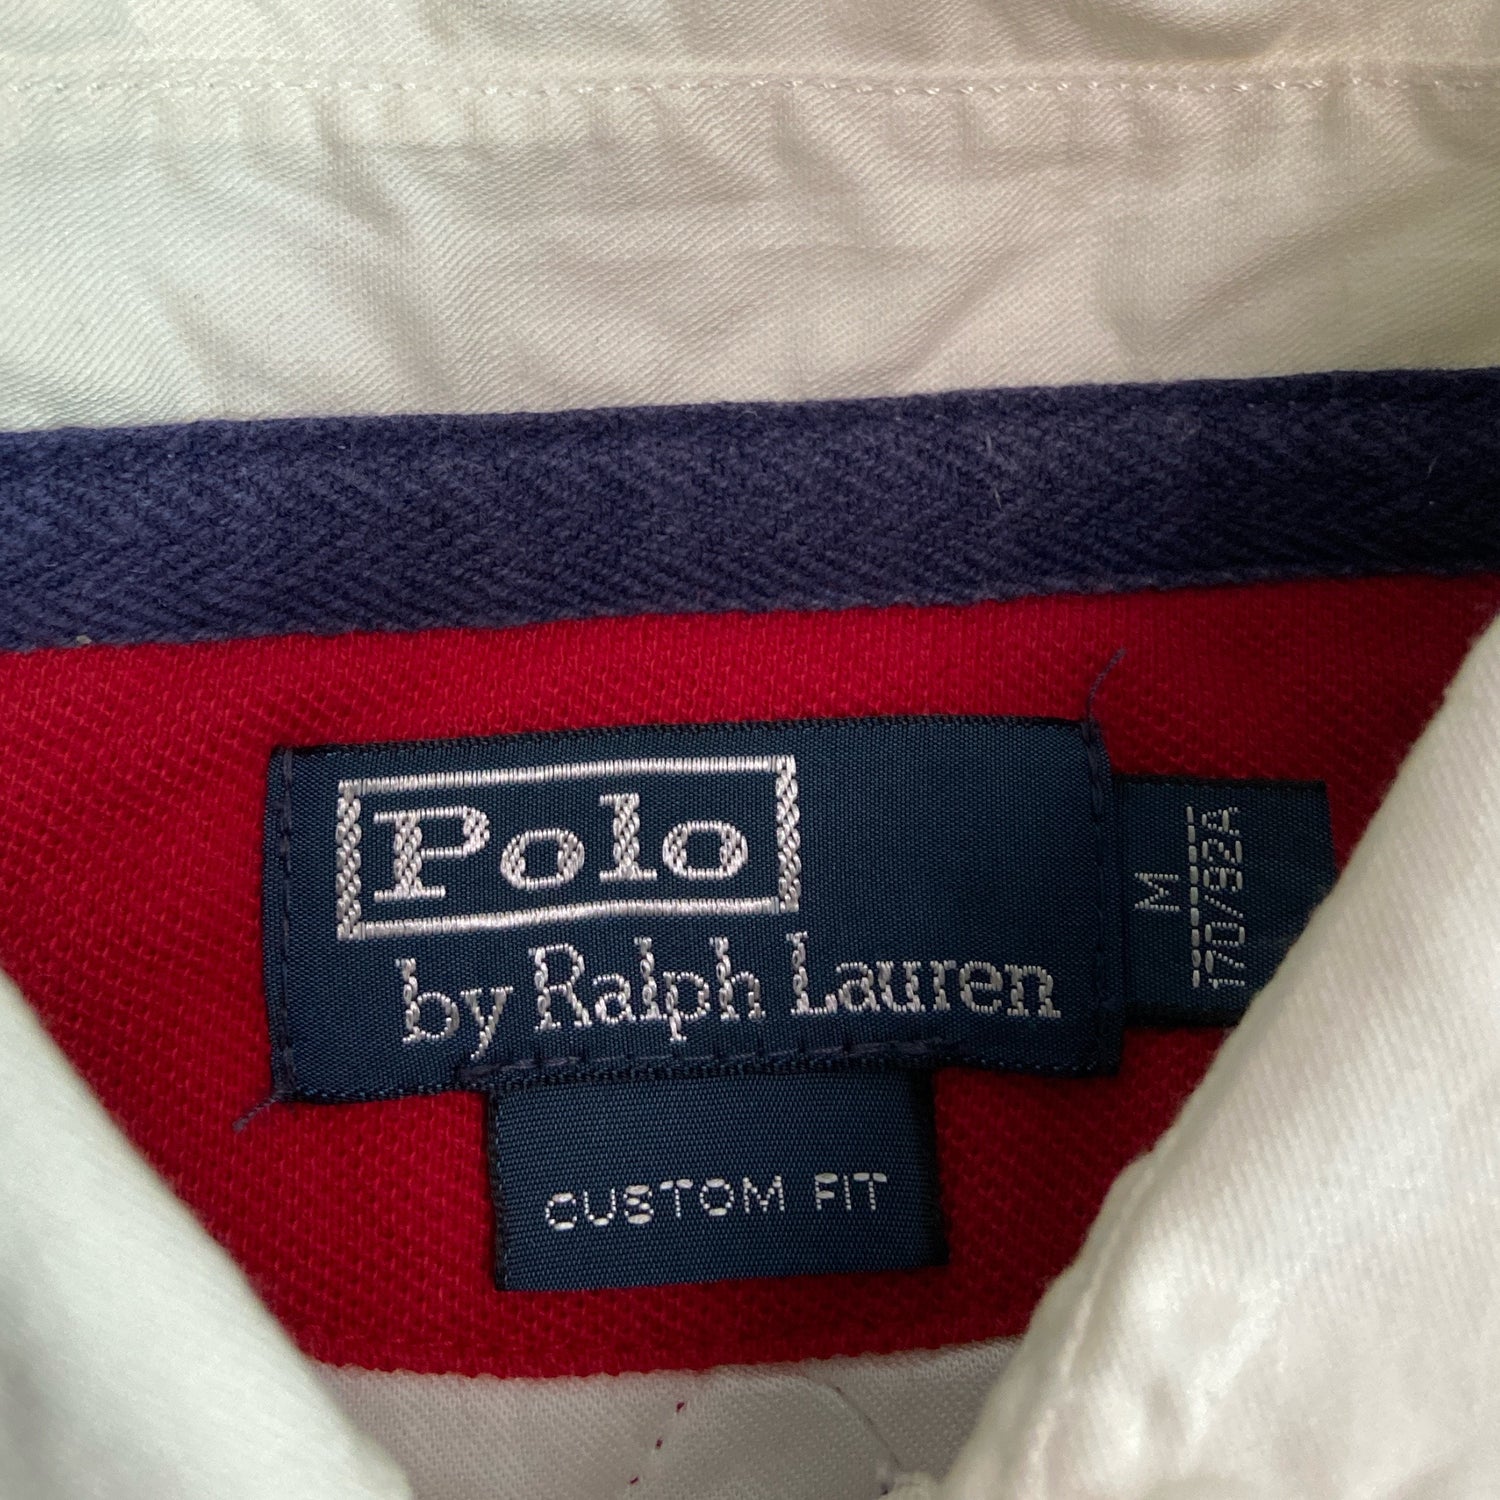 Polo
by Ralph Lauren
M
170/92A
CUSTOM FIT